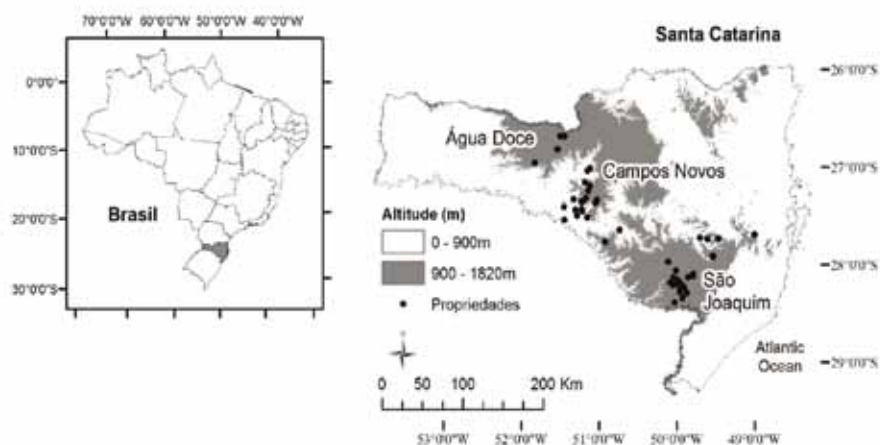 70°0'0"W 60°0'0"W 50°0'0"W 40°0'0"W
0°0'0"S
10°0'0"S
20°0'0"S
30°0'0"S
Brasil
Santa Catarina
26°0'0"S
27°0'0"S
28°0'0"S
29°0'0"S
Água Doce
Campos Novos
São
Joaquim
Atlantic
Ocean
Altitude (m)
0 - 900m
900 - 1820m
Propriedades
0 50 100 200 Km
53°0'0"W 52°0'0"W 51°0'0"W 50°0'0"W 49°0'0"W